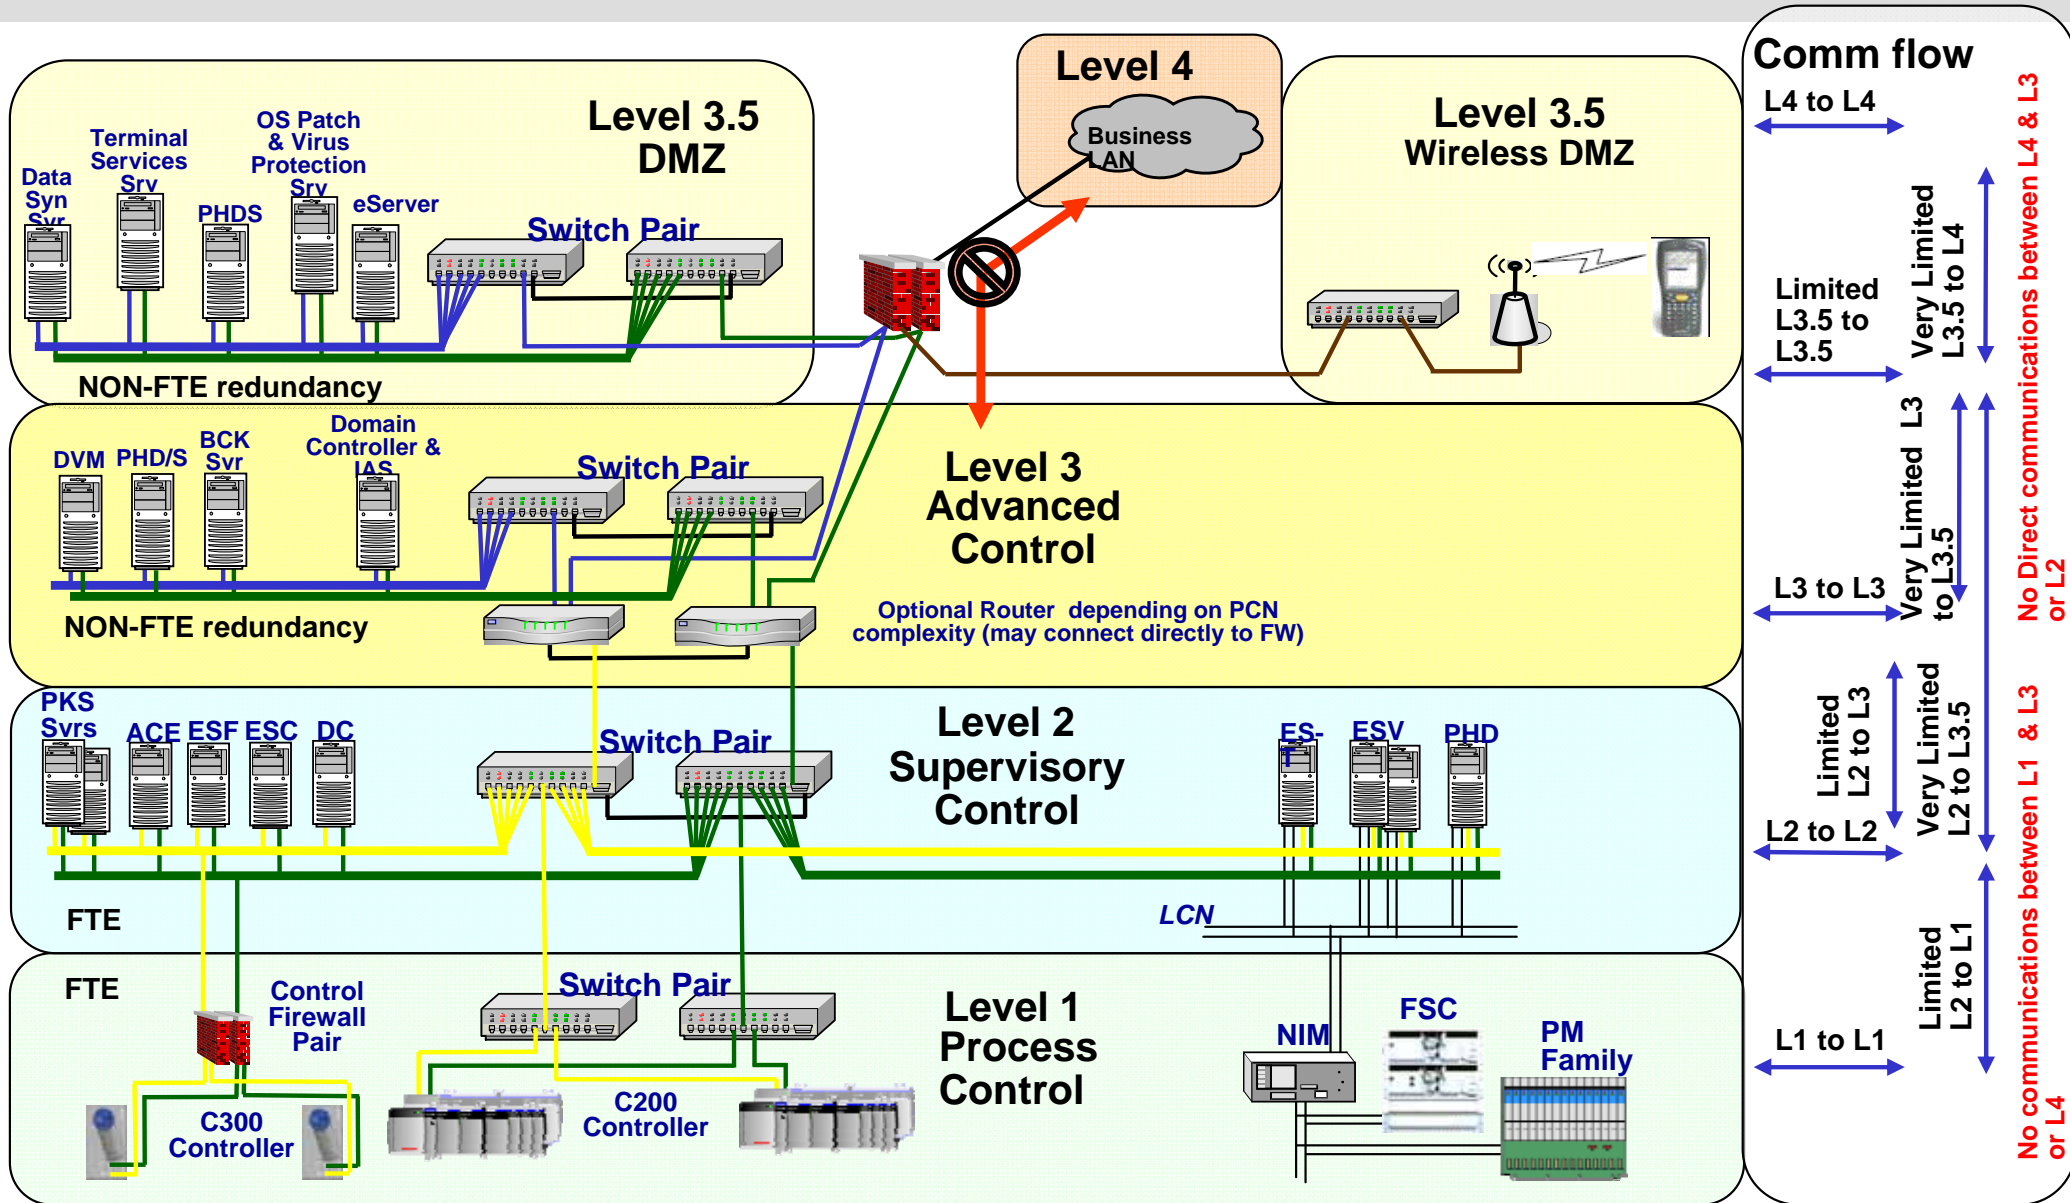 Level 3.5
DMZ
Data
Syn
Svr
Terminal
Services
Srv
PHDS
OS Patch
& Virus
Protection
Srv
eServer
Switch Pair
NON-FTE redundancy
Level 4
Business
LAN
Level 3.5
Wireless DMZ
DVM
PHD/S
BCK
Svr
Domain
Controller &
IAS
Switch Pair
Level 3
Advanced
Control
NON-FTE redundancy
Optional Router depending on PCN
complexity (may connect directly to FW)
PKS
Svrs
ACE
ESF
ESC
DC
Switch Pair
Level 2
Supervisory
Control
ES-
T
ESV
PHD
FTE
LCN
FTE
Control
Firewall
Pair
Switch Pair
Level 1
Process
Control
C300
Controller
C200
Controller
NIM
FSC
PM
Family
Comm flow
L4 to L4
Very Limited
L3.5 to L4
Limited
L3.5 to
L3.5
Very Limited L3
to L3.5
L3 to L3
Limited
L2 to L3
Very Limited
L2 to L3.5
L2 to L2
Limited
L2 to L1
L1 to L1
No Direct communications between L4 & L3
or L2
No communications between L1 & L3
or L4